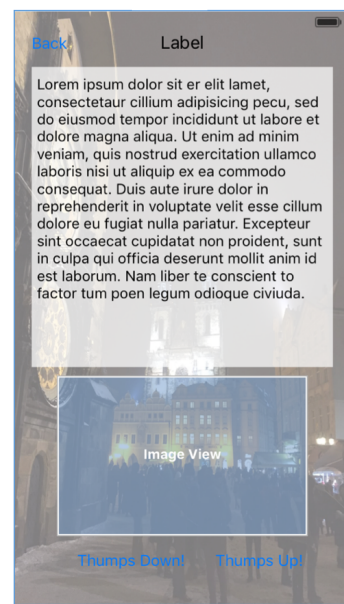 Back
Label
Lorem ipsum dolor sit er elit lamet,
consectetaur cillium adipisicing pecu, sed
do eiusmod tempor incididunt ut labore et
dolore magna aliqua. Ut enim ad minim
veniam, quis nostrud exercitation ullamco
laboris nisi ut aliquip ex ea commodo
consequat. Duis aute irure dolor in
reprehenderit in voluptate velit esse cillum
dolore eu fugiat nulla pariatur. Excepteur
sint occaecat cupidatat non proident, sunt
in culpa qui officia deserunt mollit anim id
est laborum. Nam liber te conscient to
factor tum poen legum odioque civiuda.
Image View
Thumps Down!
Thumps Up!